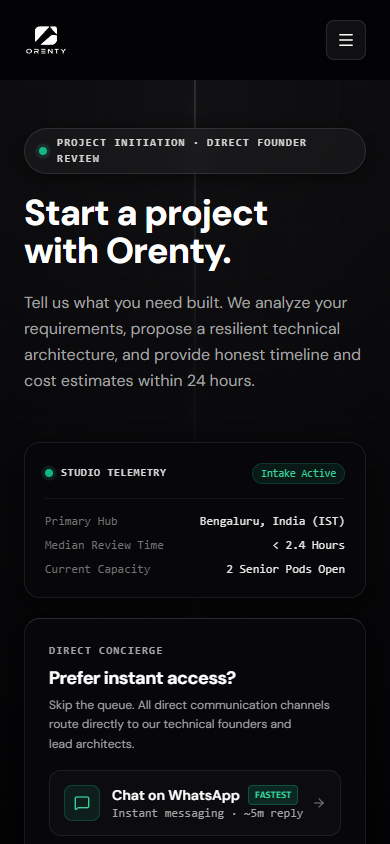 ORENTY
PROJECT INITIATION · DIRECT FOUNDER
REVIEW
Start a project
with Orenty.
Tell us what you need built. We analyze your
requirements, propose a resilient technical
architecture, and provide honest timeline and
cost estimates within 24 hours.
STUDIO TELEMETRY
Intake Active
Primary Hub Bengaluru, India (IST)
Median Review Time < 2.4 Hours
Current Capacity 2 Senior Pods Open
DIRECT CONCIERGE
Prefer instant access?
Skip the queue. All direct communication channels
route directly to our technical founders and
lead architects.
Chat on WhatsApp FASTEST
Instant messaging · ~5m reply